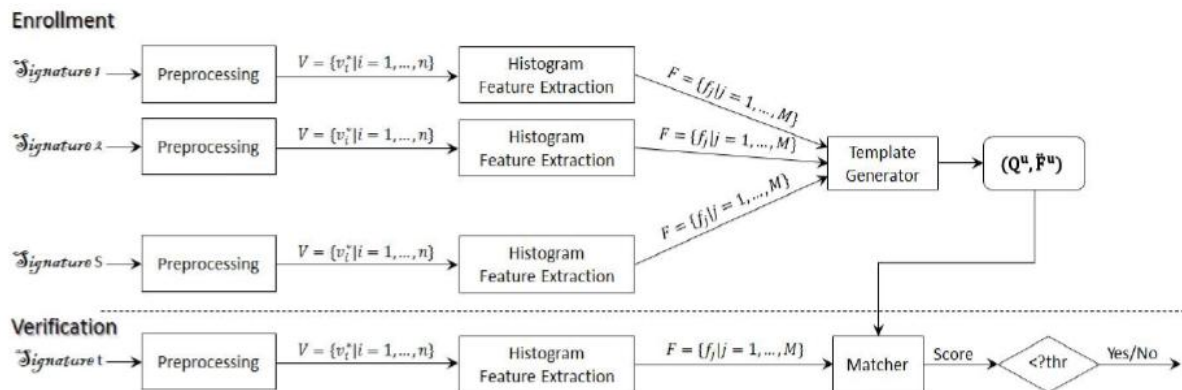 Enrollment
Signature 1
Preprocessing
V = {v_i^*|i = 1, ..., n}
Histogram
Feature Extraction
F = {f_j|j = 1, ..., M}
Signature 2
Preprocessing
V = {v_i^*|i = 1, ..., n}
Histogram
Feature Extraction
F = {f_j|j = 1, ..., M}
Template
Generator
(Q^u, F̈^u)
Signature S
Preprocessing
V = {v_i^*|i = 1, ..., n}
Histogram
Feature Extraction
F = {f_j|j = 1, ..., M}
Verification
Signature t
Preprocessing
V = {v_i^*|i = 1, ..., n}
Histogram
Feature Extraction
F = {f_j|j = 1, ..., M}
Matcher
Score
<?thr
Yes/No